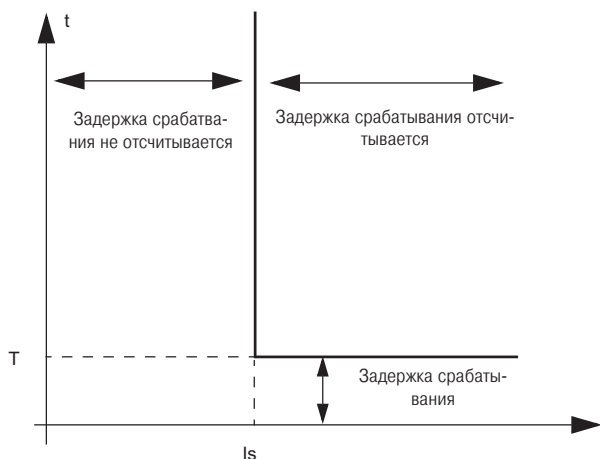 t
Задержка срабатва-
ния не отсчитывается
Задержка срабатывания отсчи-
тывается
T
Задержка срабаты-
вания
Is